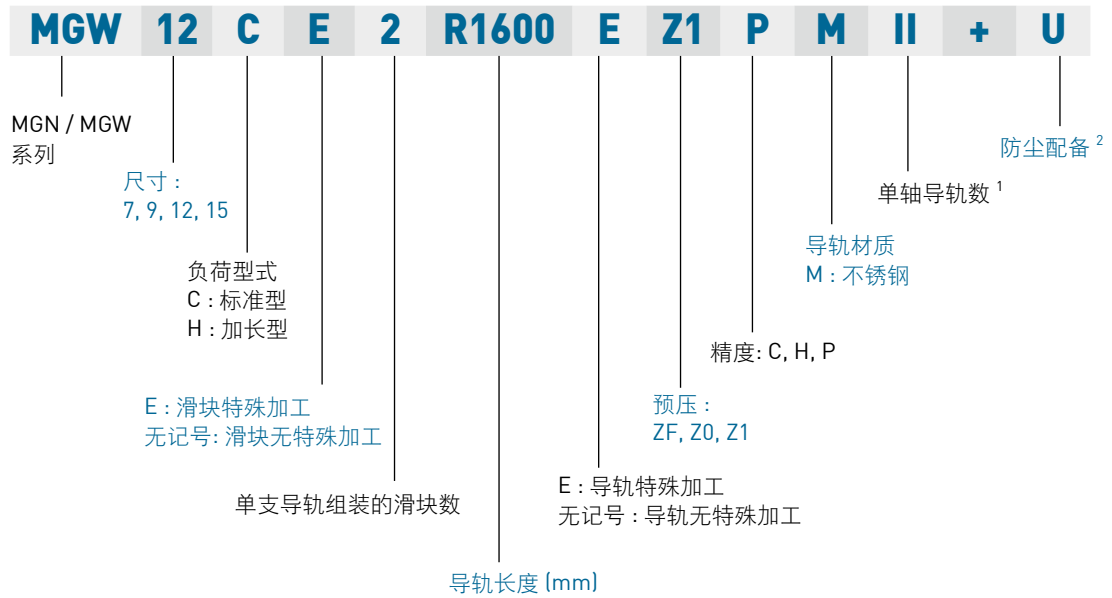 MGW 12 C E 2 R1600 E Z1 P M II + U
MGN / MGW
系列
尺寸 :
7, 9, 12, 15
负荷型式
C : 标准型
H : 加长型
E : 滑块特殊加工
无记号: 滑块无特殊加工
单支导轨组装的滑块数
导轨长度 (mm)
E : 导轨特殊加工
无记号 : 导轨无特殊加工
预压 :
ZF, Z0, Z1
精度: C, H, P
导轨材质
M : 不锈钢
单轴导轨数 1
防尘配备 2